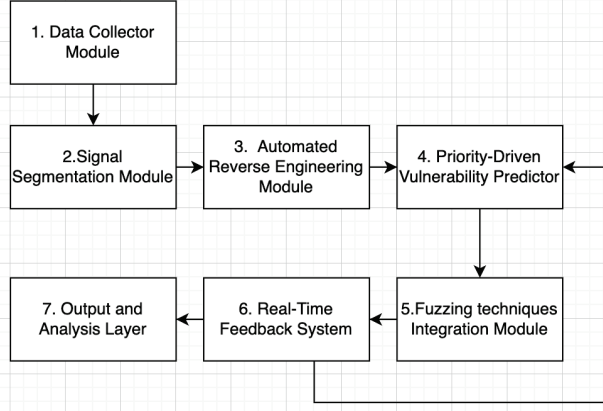 1. Data Collector
Module
2.Signal
Segmentation Module
3. Automated
Reverse Engineering
Module
4. Priority-Driven
Vulnerability Predictor
5.Fuzzing techniques
Integration Module
6. Real-Time
Feedback System
7. Output and
Analysis Layer